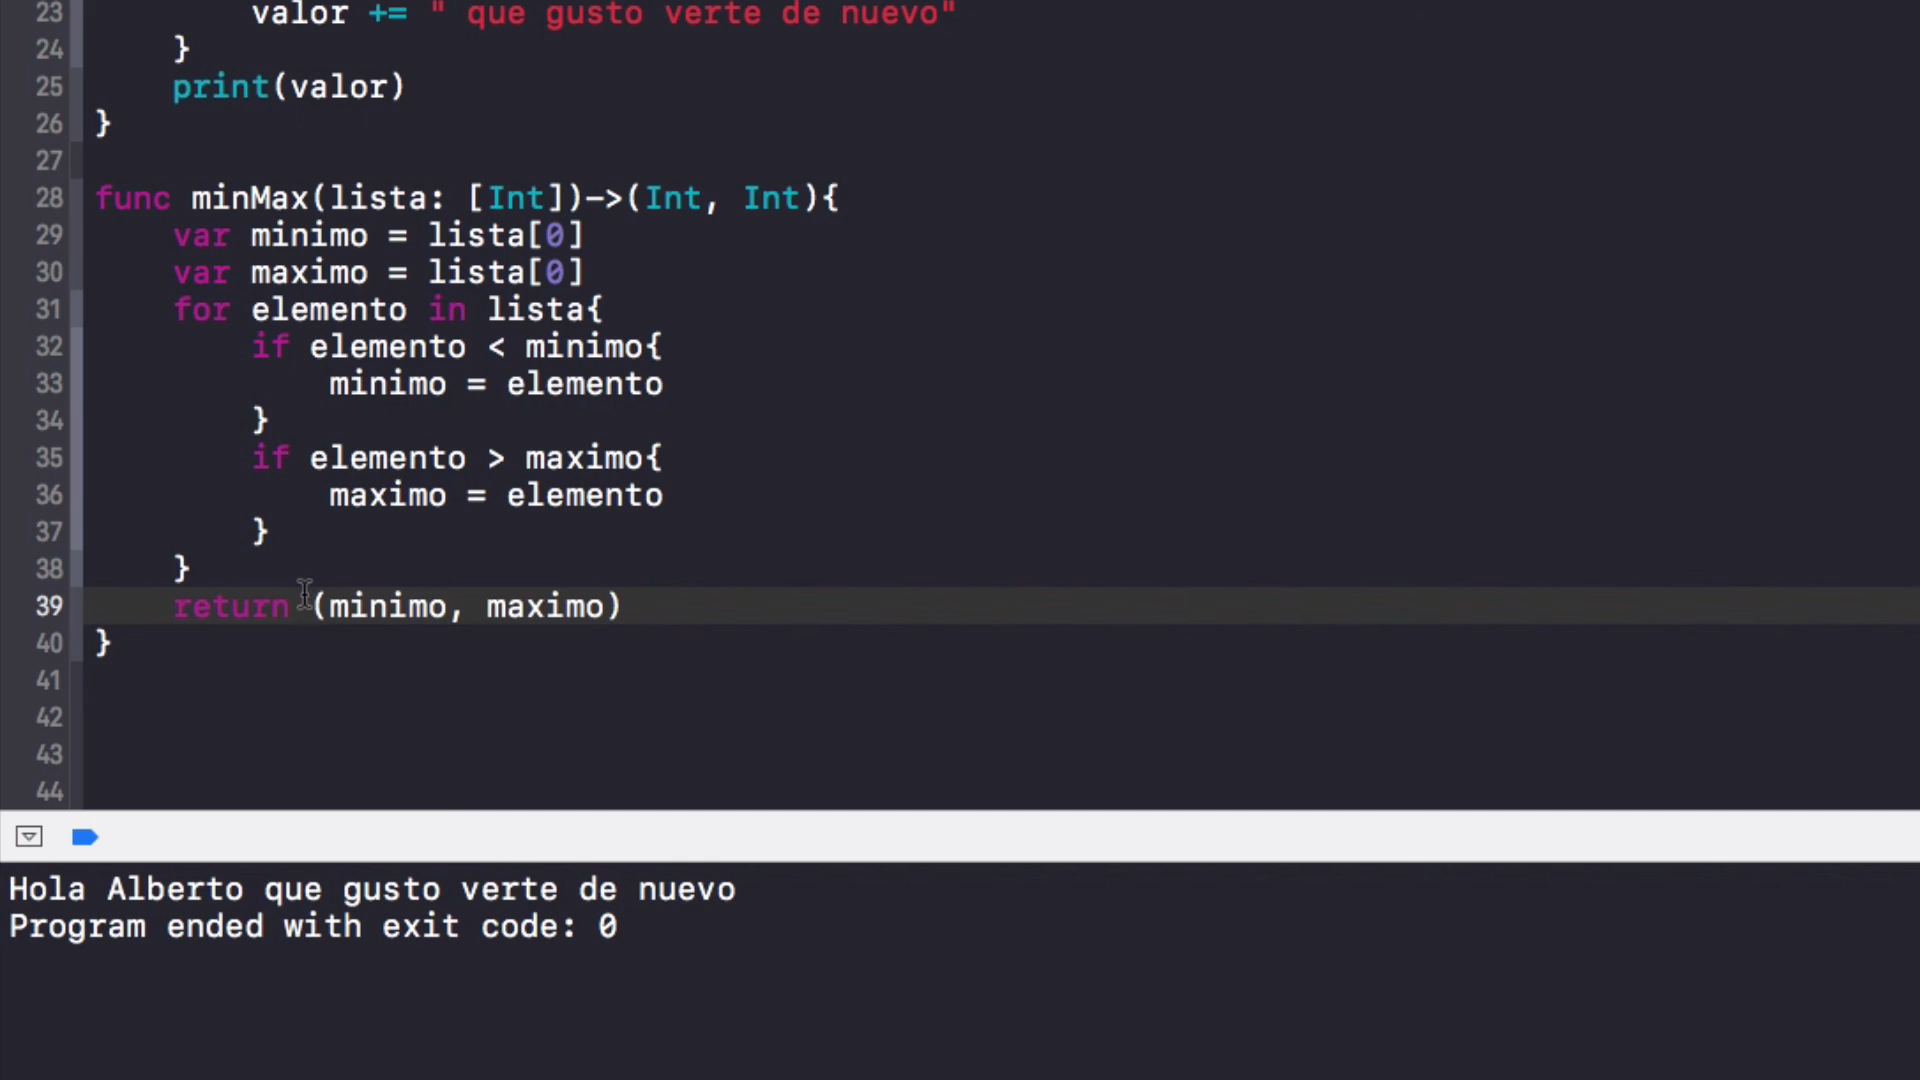 23 valor += " que gusto verte de nuevo"
24 }
25 print(valor)
26 }
27
28 func minMax(lista: [Int])->(Int, Int){
29 var minimo = lista[0]
30 var maximo = lista[0]
31 for elemento in lista{
32 if elemento < minimo{
33 minimo = elemento
34 }
35 if elemento > maximo{
36 maximo = elemento
37 }
38 }
39 return (minimo, maximo)
40 }
41
42
43
44
Hola Alberto que gusto verte de nuevo
Program ended with exit code: 0